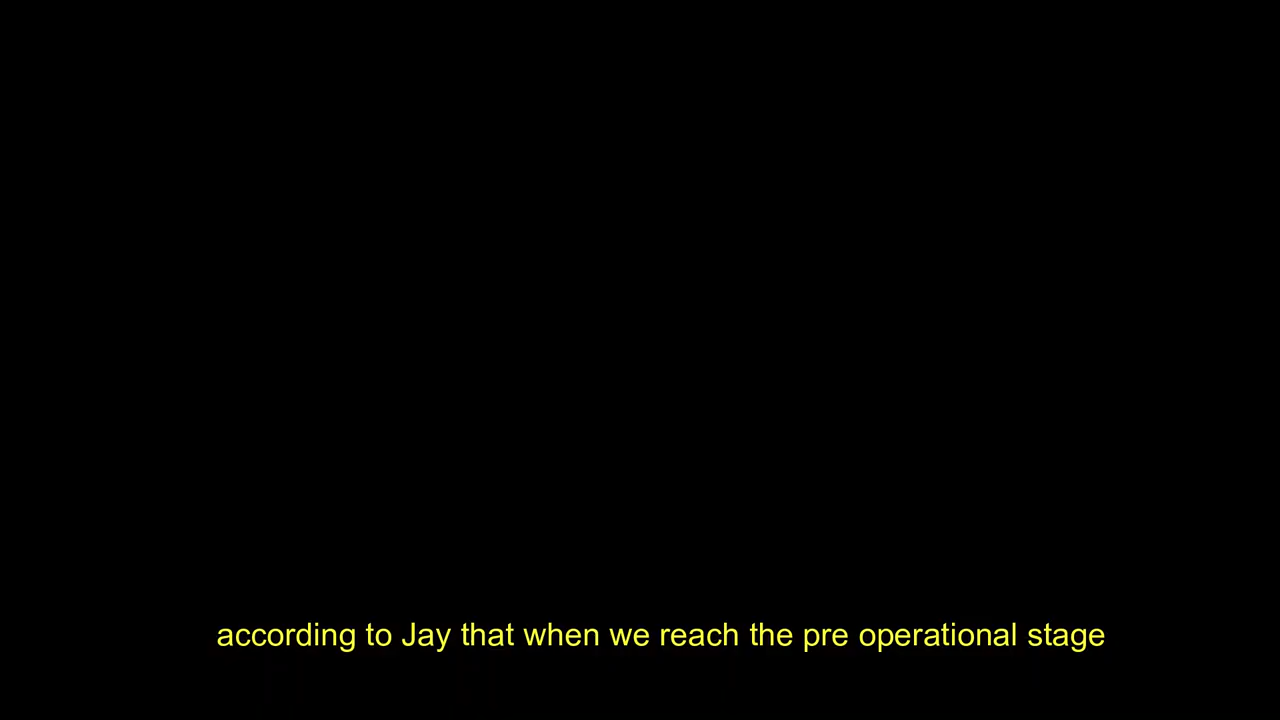 according to Jay that when we reach the pre operational stage